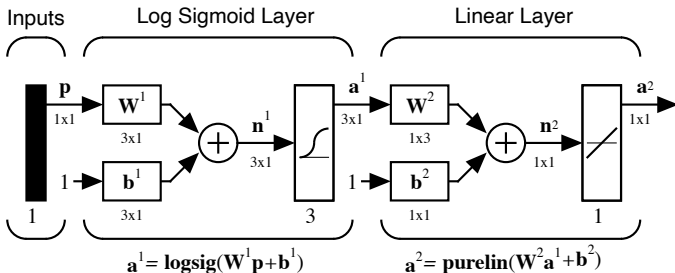 Inputs Log Sigmoid Layer Linear Layer
p a¹ a²
W¹ W²
1x1 3x1 1x1
n¹ n²
3x1 1x3
3x1 1x1
1 b¹ 1 b²
3x1 1x1
1 3 1
a¹ = logsig(W¹p+b¹) a² = purelin(W²a¹+b²)